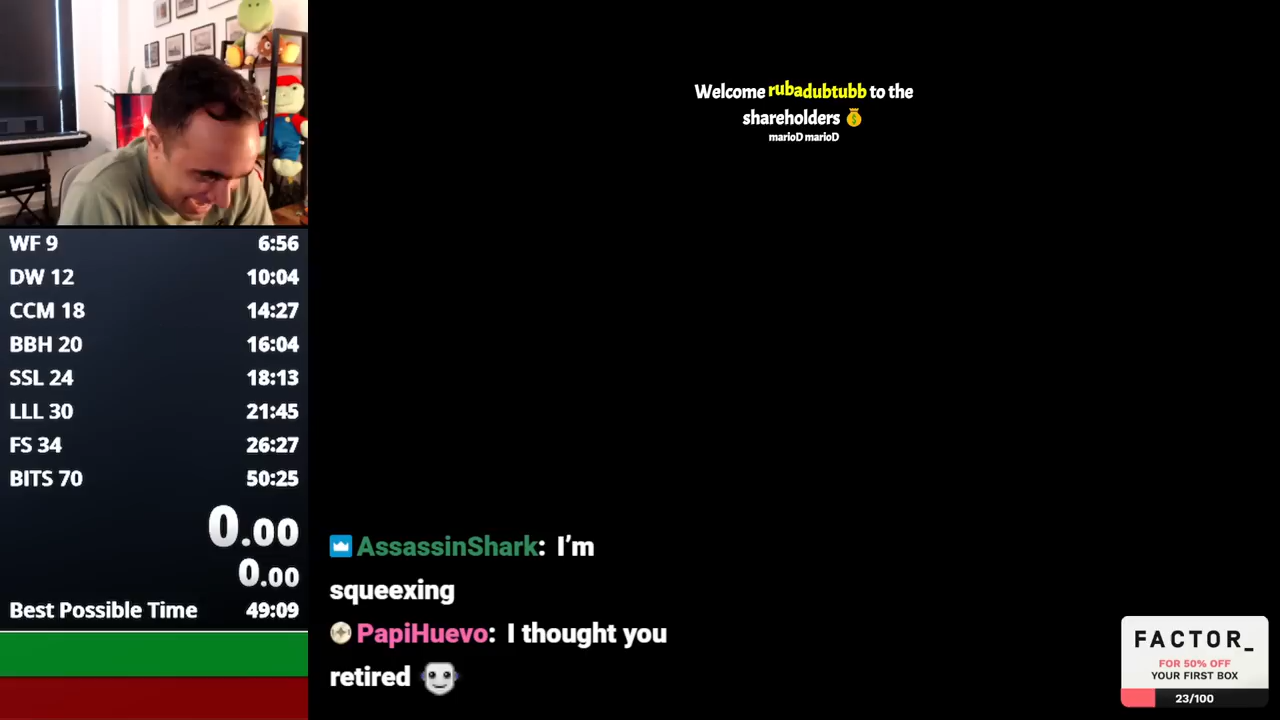 Welcome rubadubtubb to the
shareholders
marioD marioD
WF 9 6:56
DW 12 10:04
CCM 18 14:27
BBH 20 16:04
SSL 24 18:13
LLL 30 21:45
FS 34 26:27
BITS 70 50:25
0.00
0.00
Best Possible Time 49:09
AssassinShark: I’m
squeexing
PapiHuevo: I thought you
retired
FACTOR_
FOR 50% OFF
YOUR FIRST BOX
23/100